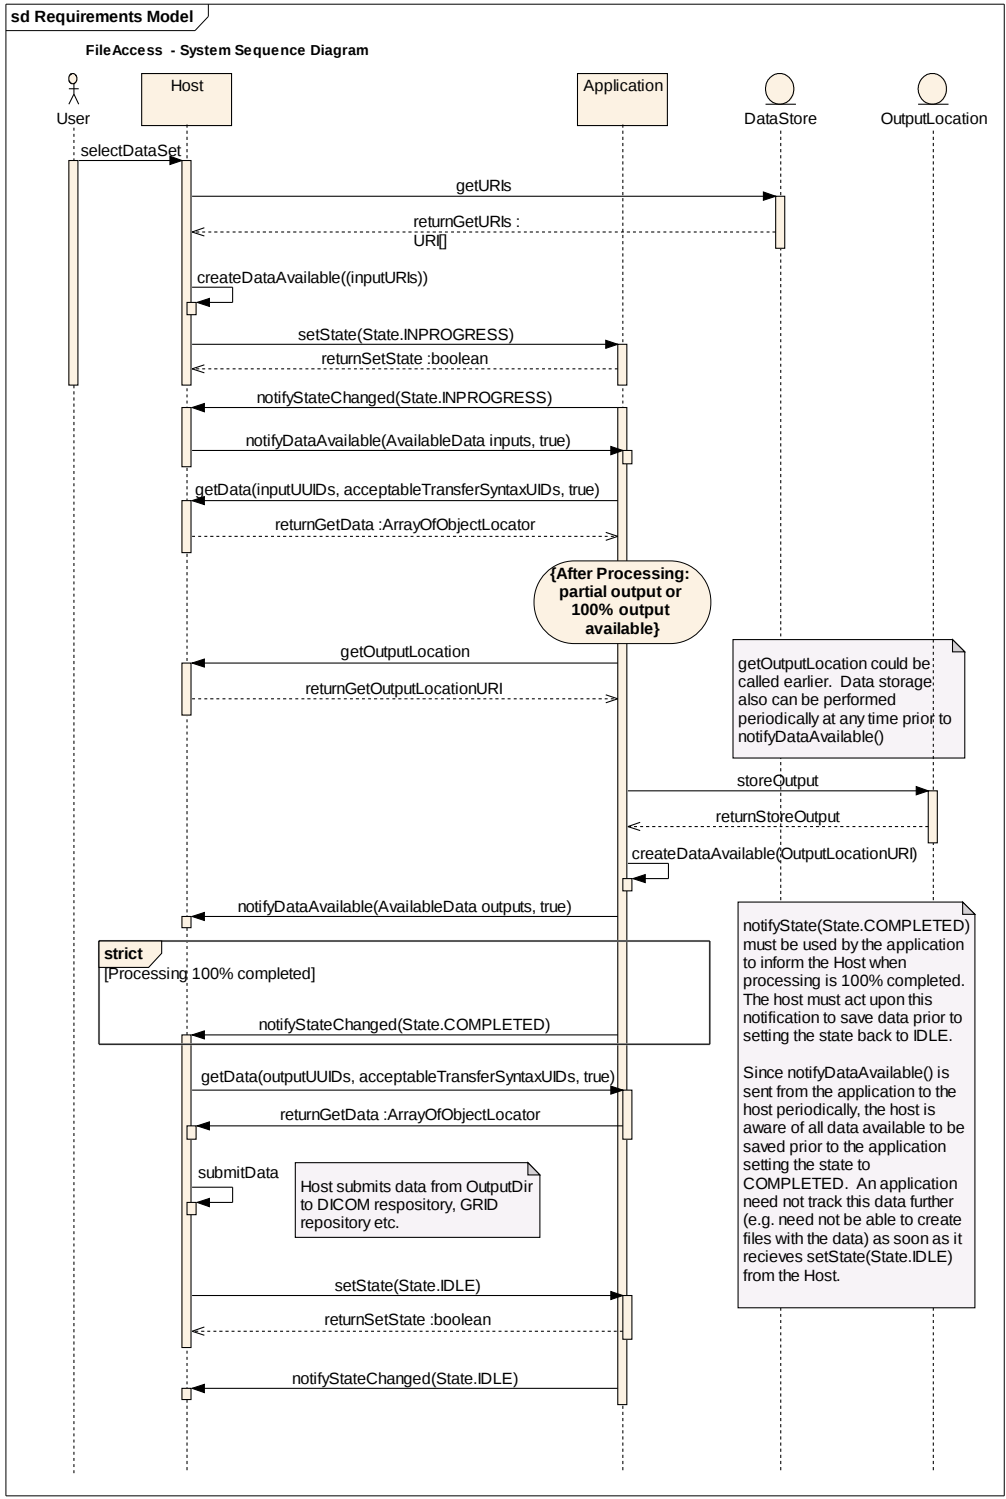 sd Requirements Model
FileAccess - System Sequence Diagram
Host
Application
User
DataStore
OutputLocation
selectDataSet
getURIs
returnGetURIs :
URI[]
createDataAvailable((inputURIs))
setState(State.INPROGRESS)
returnSetState :boolean
notifyStateChanged(State.INPROGRESS)
notifyDataAvailable(AvailableData inputs, true)
getData(inputUUIDs, acceptableTransferSyntaxUIDs, true)
returnGetData :ArrayOfObjectLocator
{After Processing:
partial output or
100% output
available}
getOutputLocation
returnGetOutputLocationURI
getOutputLocation could be
called earlier. Data storage
also can be performed
periodically at any time prior to
notifyDataAvailable()
storeOutput
returnStoreOutput
createDataAvailable(OutputLocationURI)
notifyDataAvailable(AvailableData outputs, true)
strict
[Processing 100% completed]
notifyStateChanged(State.COMPLETED)
notifyState(State.COMPLETED)
must be used by the application
to inform the Host when
processing is 100% completed.
The host must act upon this
notification to save data prior to
setting the state back to IDLE.
Since notifyDataAvailable() is
sent from the application to the
host periodically, the host is
aware of all data available to be
saved prior to the application
setting the state to
COMPLETED. An application
need not track this data further
(e.g. need not be able to create
files with the data) as soon as it
recieves setState(State.IDLE)
from the Host.
getData(outputUUIDs, acceptableTransferSyntaxUIDs, true)
returnGetData :ArrayOfObjectLocator
submitData
Host submits data from OutputDir
to DICOM respository, GRID
repository etc.
setState(State.IDLE)
returnSetState :boolean
notifyStateChanged(State.IDLE)